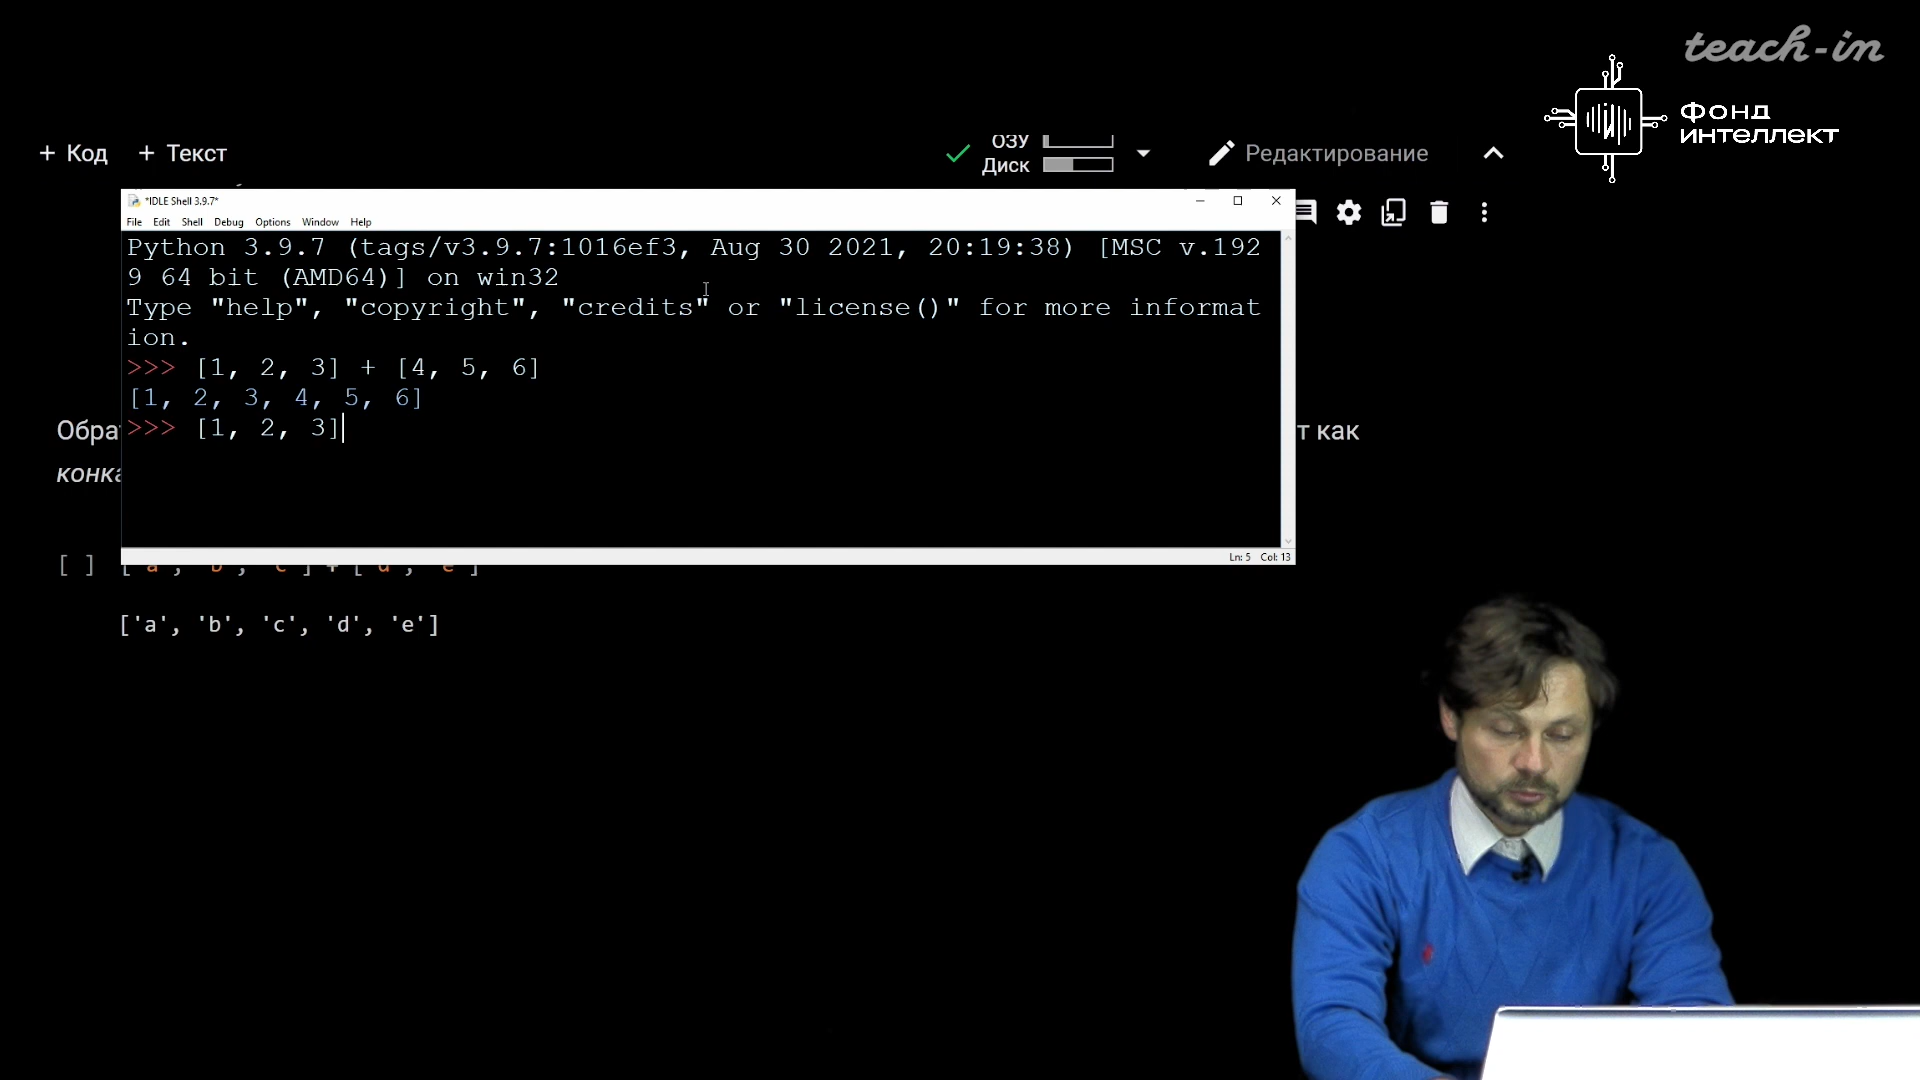 teach-in
Фонд
интеллект
+ Код + Текст
ОЗУ
Диск
Редактирование
*IDLE Shell 3.9.7*
File Edit Shell Debug Options Window Help
Python 3.9.7 (tags/v3.9.7:1016ef3, Aug 30 2021, 20:19:38) [MSC v.192
9 64 bit (AMD64)] on win32
Type "help", "copyright", "credits" or "license()" for more informat
ion.
>>> [1, 2, 3] + [4, 5, 6]
[1, 2, 3, 4, 5, 6]
>>> [1, 2, 3]
т как
Ln: 5 Col: 13
[ ] ['a', 'b', 'c'] + ['d', 'e']
['a', 'b', 'c', 'd', 'e']